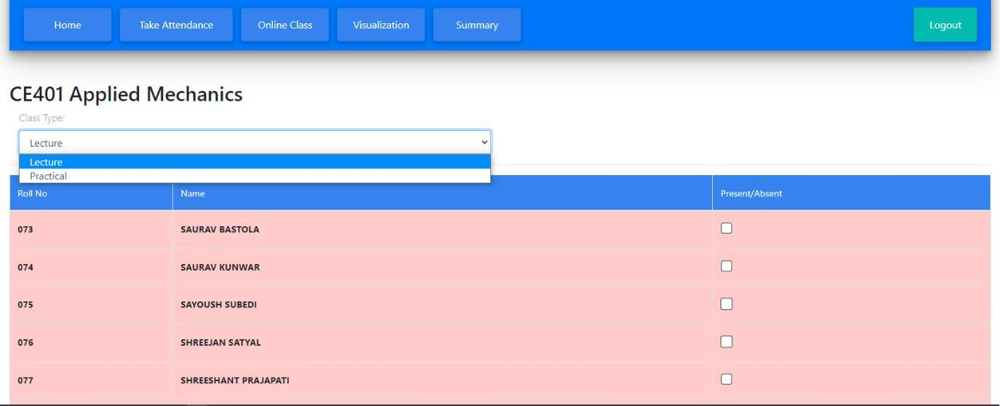 Home Take Attendance Online Class Visualization Summary Logout
CE401 Applied Mechanics
Class Type:
Lecture
Lecture
Practical
Roll No Name Present/Absent
073 SAURAV BASTOLA
074 SAURAV KUNWAR
075 SAYOUSH SUBEDI
076 SHREEJAN SATYAL
077 SHREESHANT PRAJAPATI